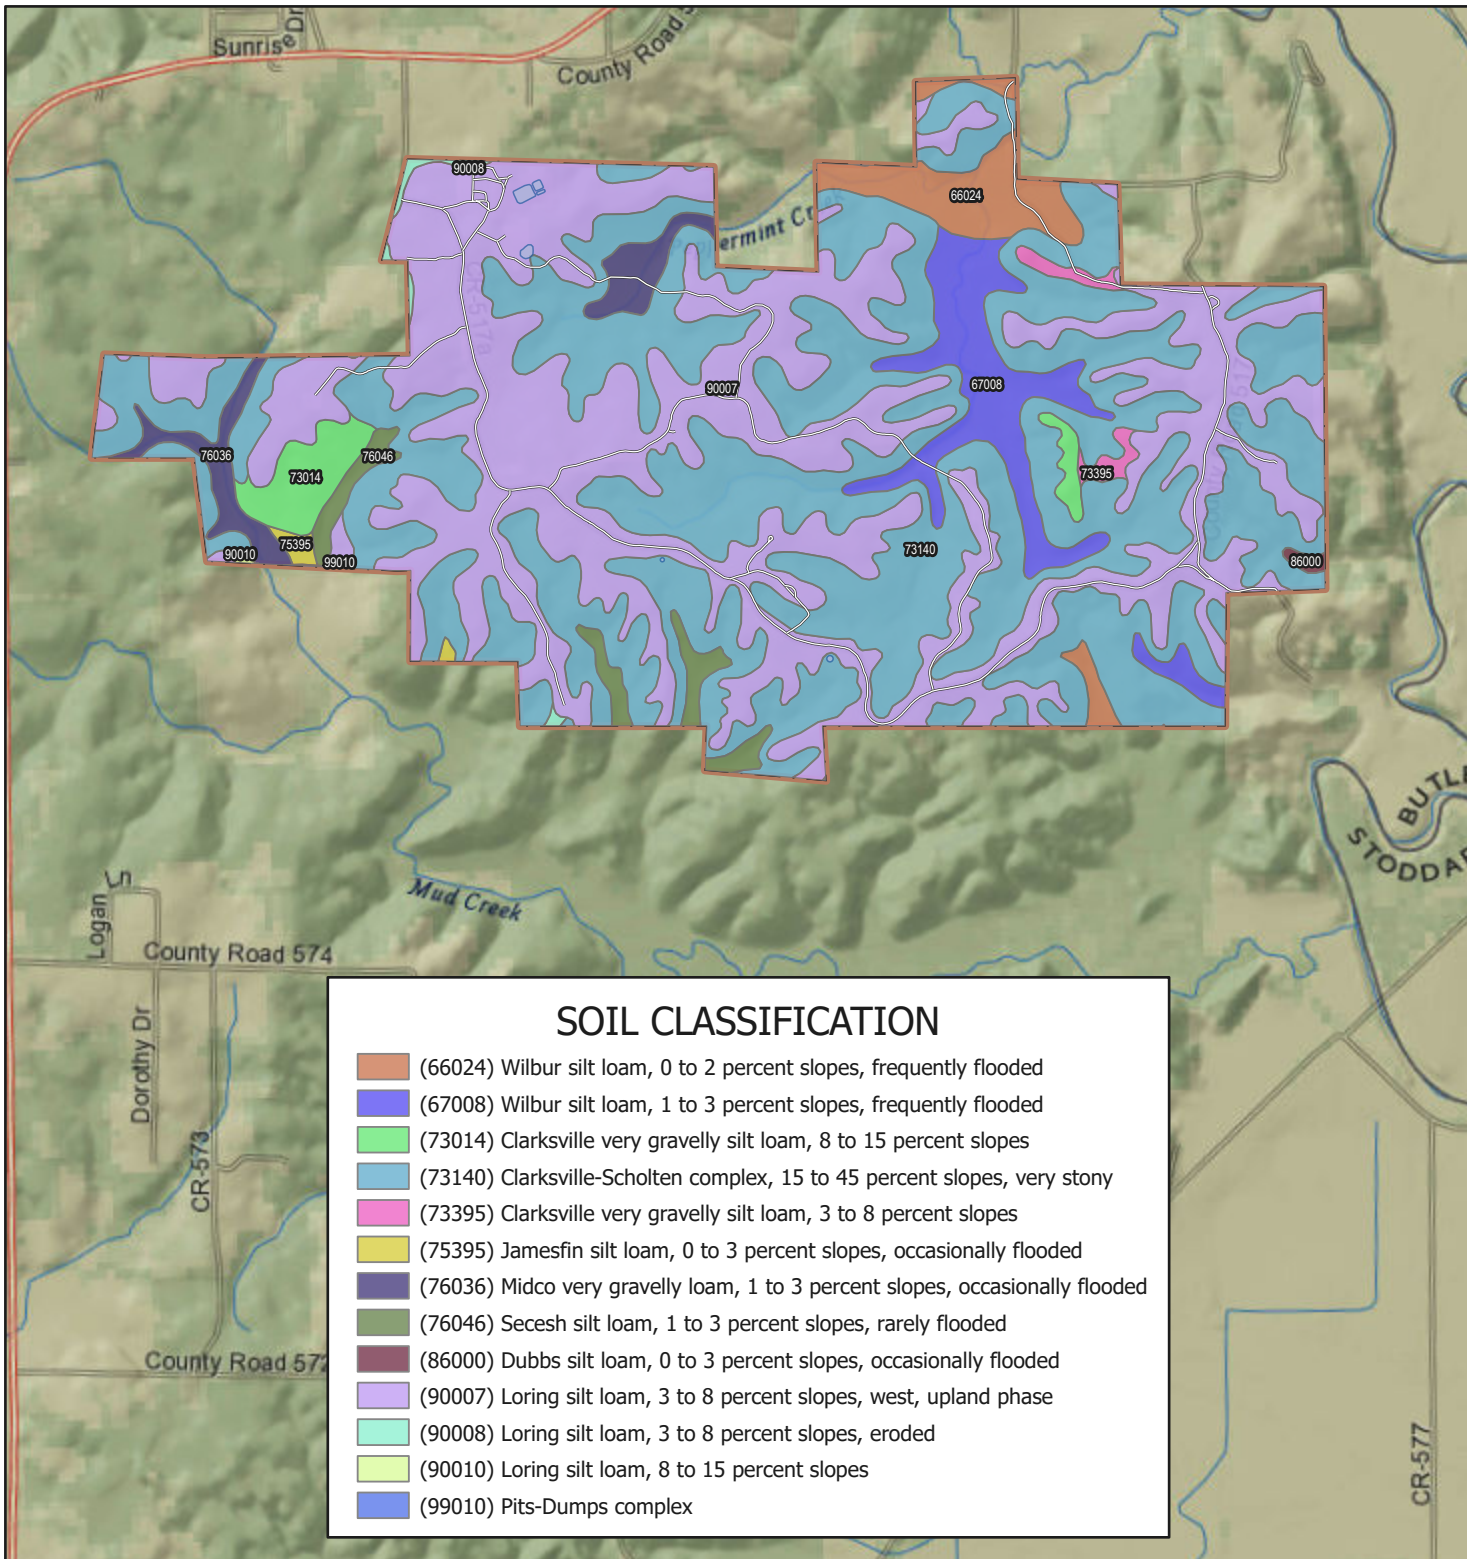 Sunrise Dr
County Road 5
90008
66024
Peppermint Creek
CR-517B
90007
67008
County Road 517
76036
76046
73014
73395
75395
90010
99010
73140
86000
BUTL
STODDA
Mud Creek
Logan Ln
County Road 574
Dorothy Dr
CR-573
County Road 572
CR-577
SOIL CLASSIFICATION
(66024) Wilbur silt loam, 0 to 2 percent slopes, frequently flooded
(67008) Wilbur silt loam, 1 to 3 percent slopes, frequently flooded
(73014) Clarksville very gravelly silt loam, 8 to 15 percent slopes
(73140) Clarksville-Scholten complex, 15 to 45 percent slopes, very stony
(73395) Clarksville very gravelly silt loam, 3 to 8 percent slopes
(75395) Jamesfin silt loam, 0 to 3 percent slopes, occasionally flooded
(76036) Midco very gravelly loam, 1 to 3 percent slopes, occasionally flooded
(76046) Secesh silt loam, 1 to 3 percent slopes, rarely flooded
(86000) Dubbs silt loam, 0 to 3 percent slopes, occasionally flooded
(90007) Loring silt loam, 3 to 8 percent slopes, west, upland phase
(90008) Loring silt loam, 3 to 8 percent slopes, eroded
(90010) Loring silt loam, 8 to 15 percent slopes
(99010) Pits-Dumps complex